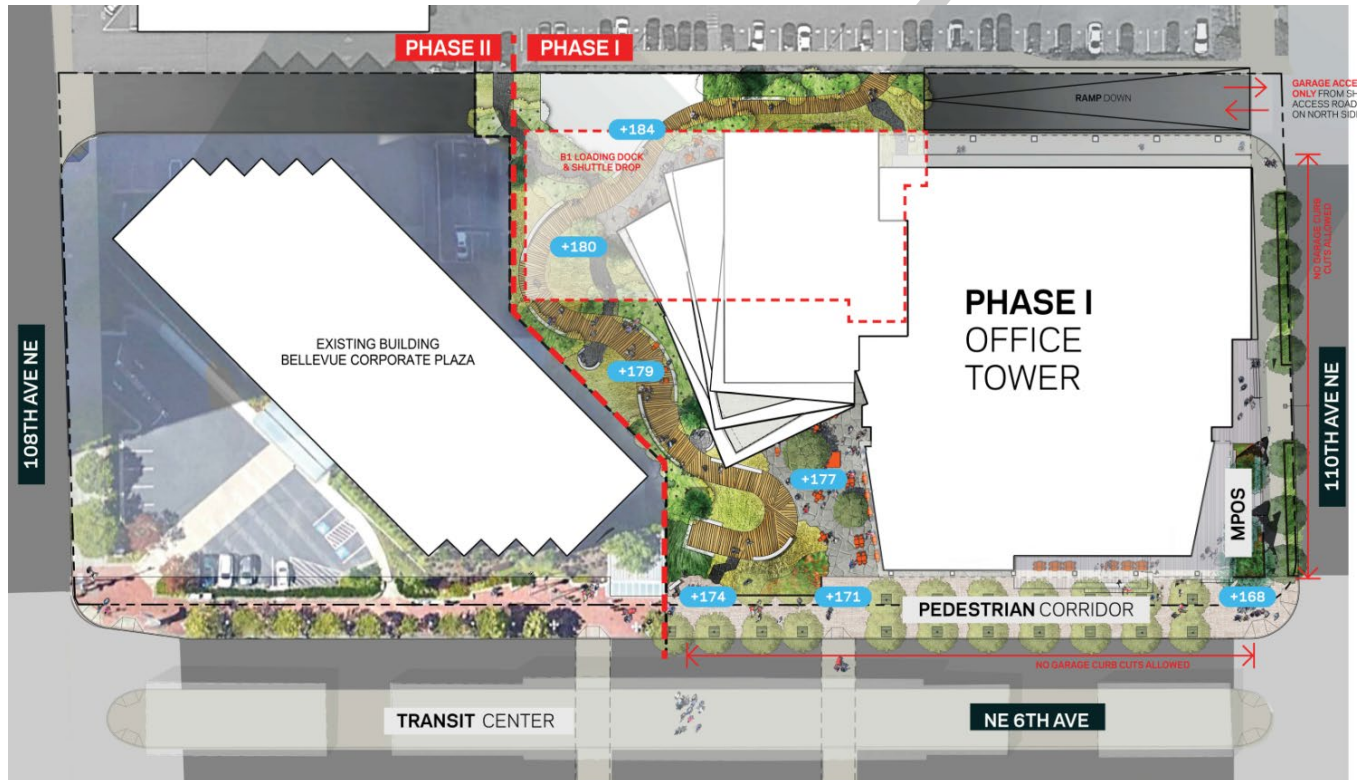 PHASE II
PHASE I
RAMP DOWN
GARAGE ACCE
ONLY FROM SH
ACCESS ROAD
ON NORTH SIDE
+184
B1 LOADING DOCK
& SHUTTLE DROP
+180
NO GARAGE CURB
CUTS ALLOWED
PHASE I
OFFICE
TOWER
EXISTING BUILDING
BELLEVUE CORPORATE PLAZA
+179
108TH AVE NE
110TH AVE NE
+177
MPOS
+174
+171
+168
PEDESTRIAN CORRIDOR
NO GARAGE CURB CUTS ALLOWED
TRANSIT CENTER
NE 6TH AVE